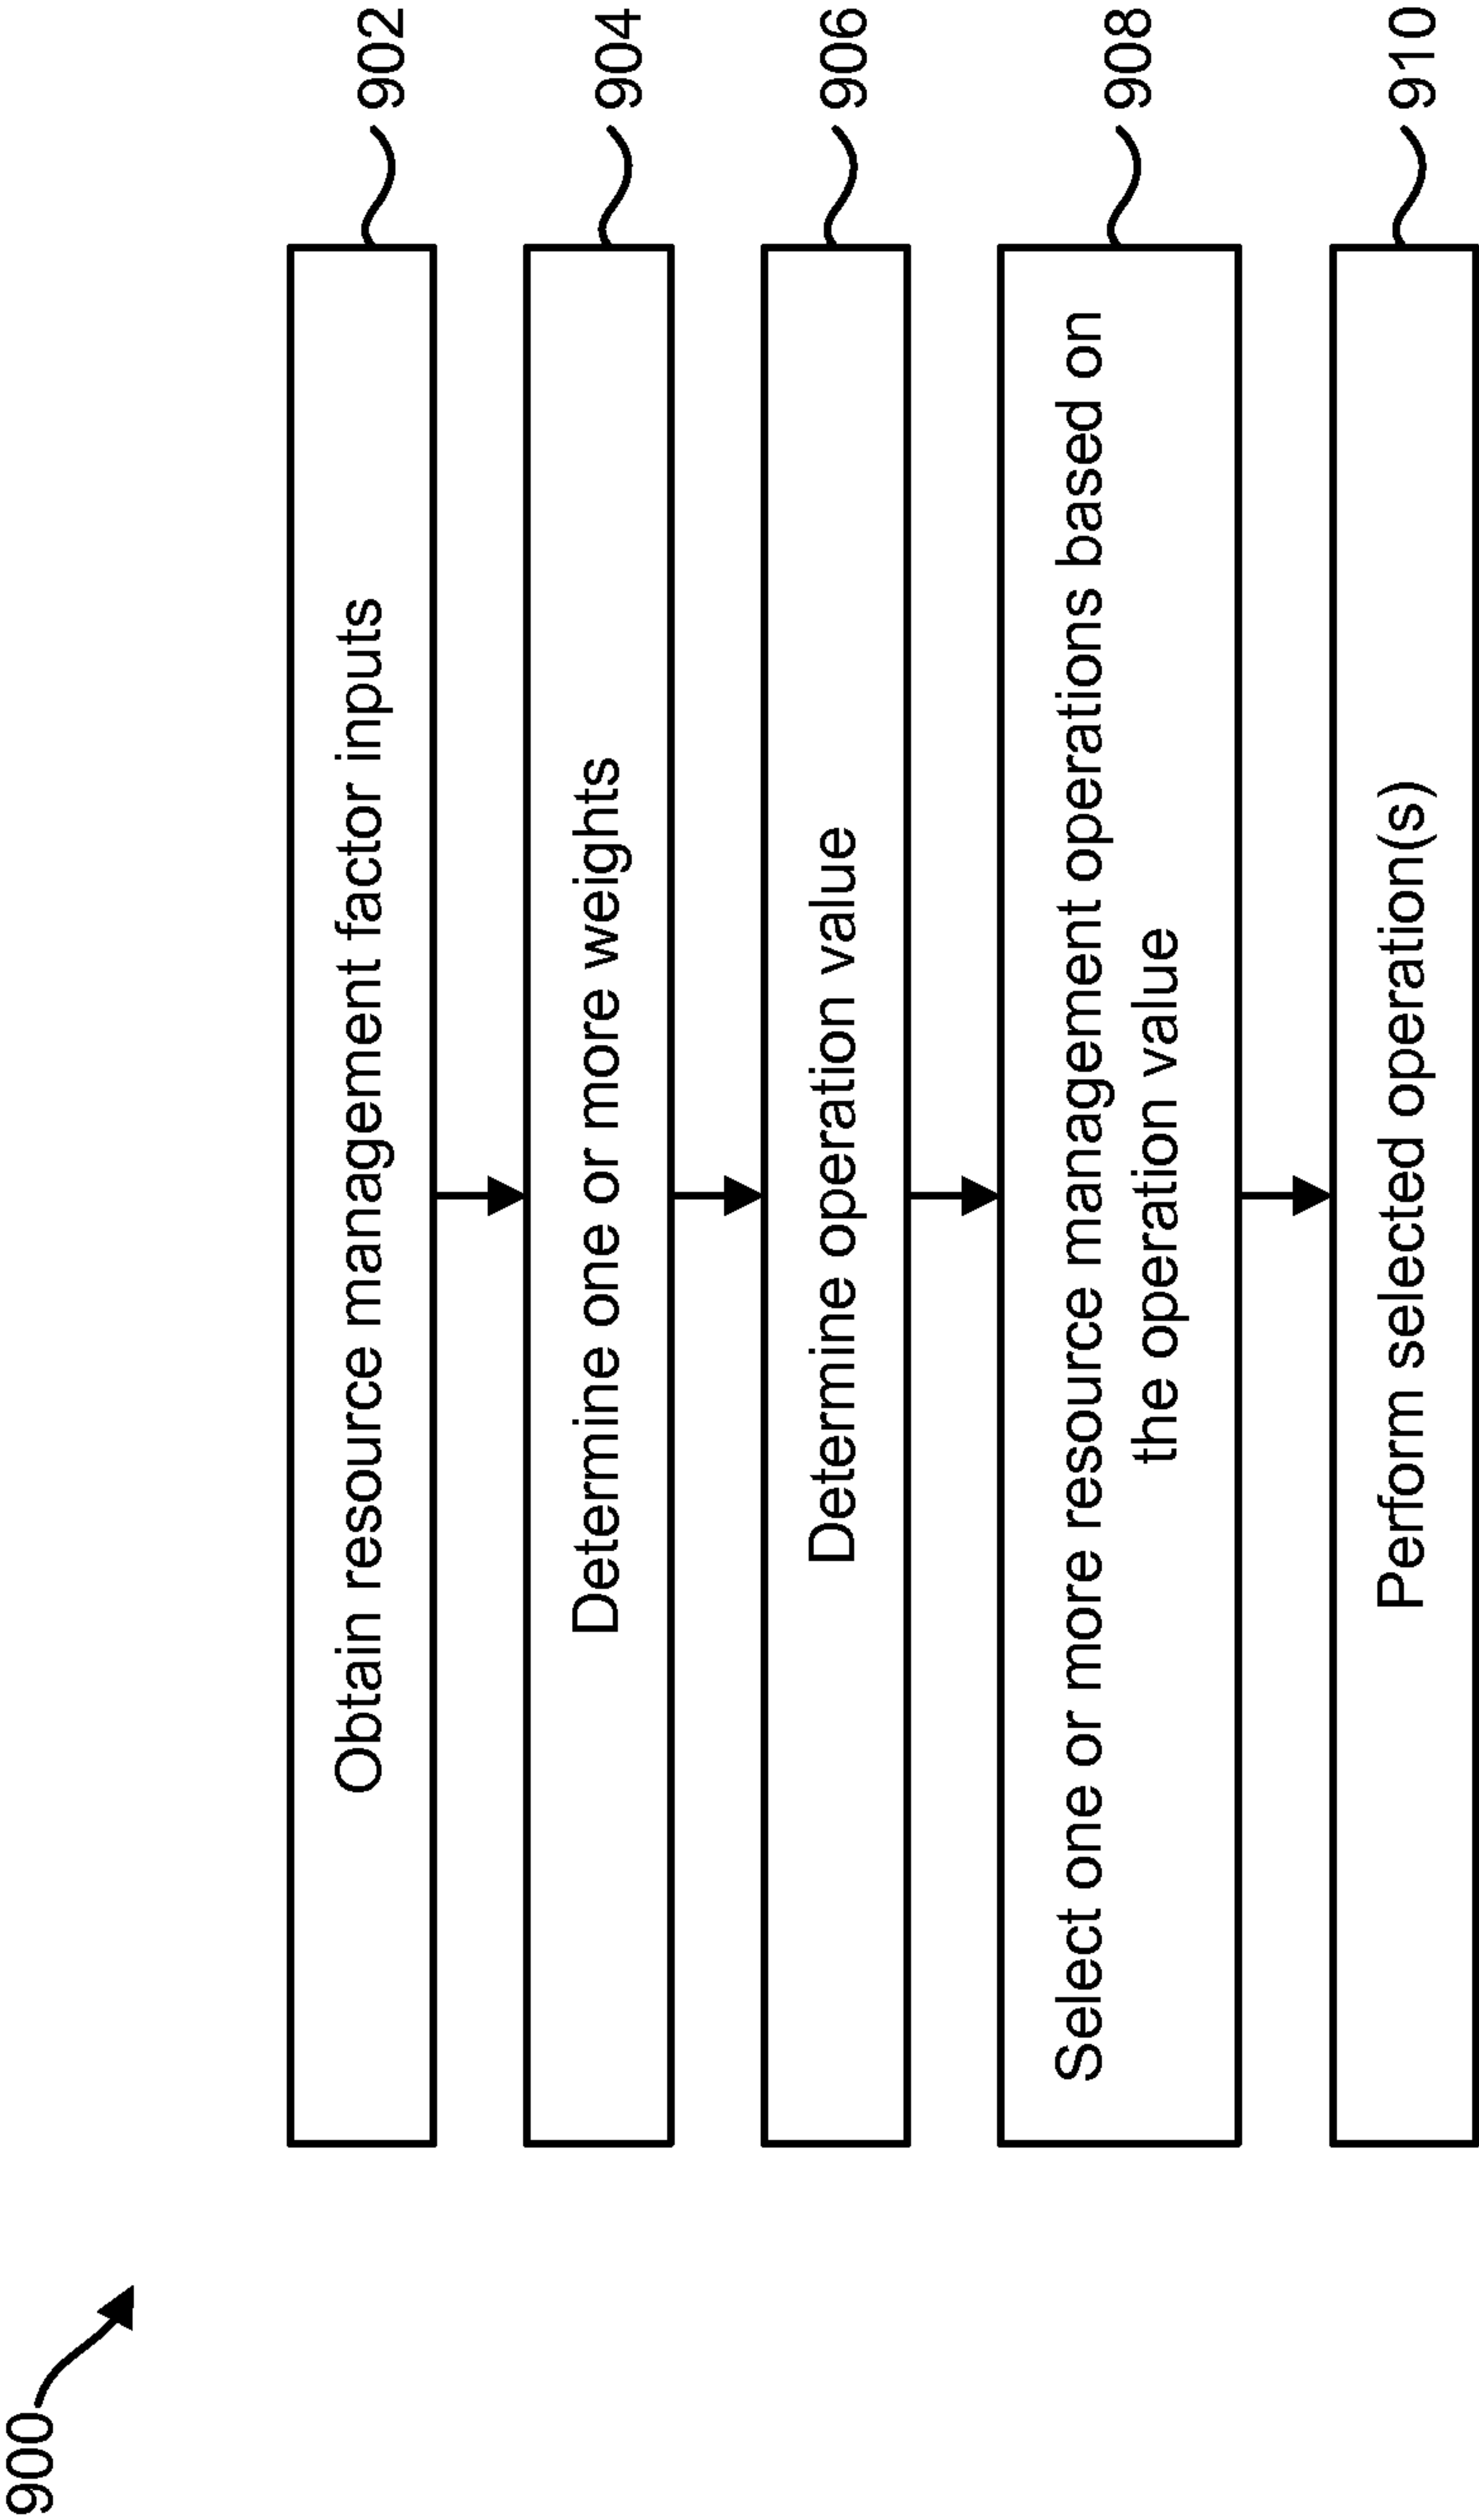 900
Obtain resource management factor inputs
902
Determine one or more weights
904
Determine operation value
906
Select one or more resource management operations based on
the operation value
908
Perform selected operation(s)
910